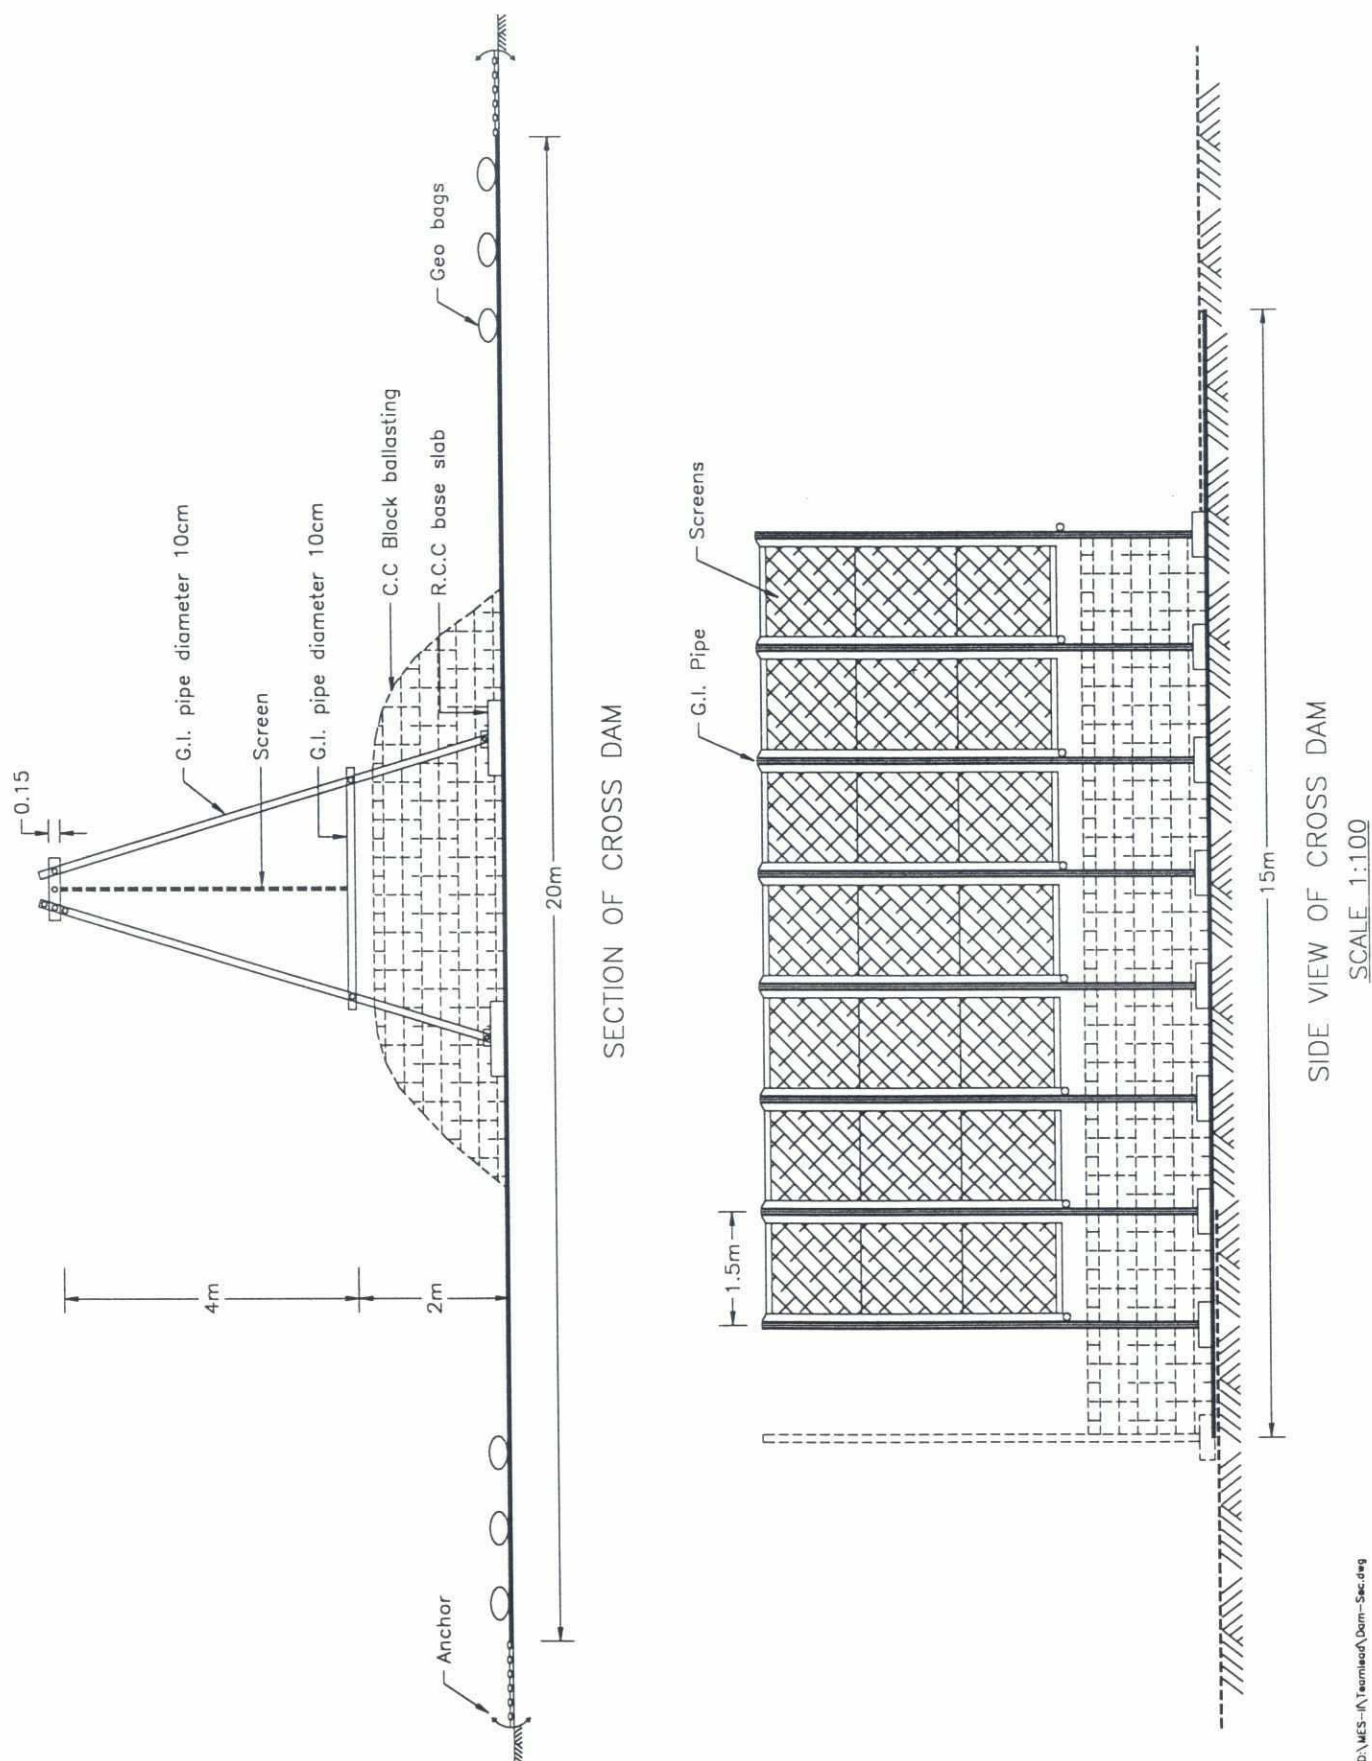 0.15
G.I. pipe diameter 10cm
Screen
G.I. pipe diameter 10cm
C.C Block ballasting
R.C.C base slab
Geo bags
4m
2m
Anchor
20m
SECTION OF CROSS DAM
G.I. Pipe
Screens
1.5m
15m
SIDE VIEW OF CROSS DAM
SCALE 1:100